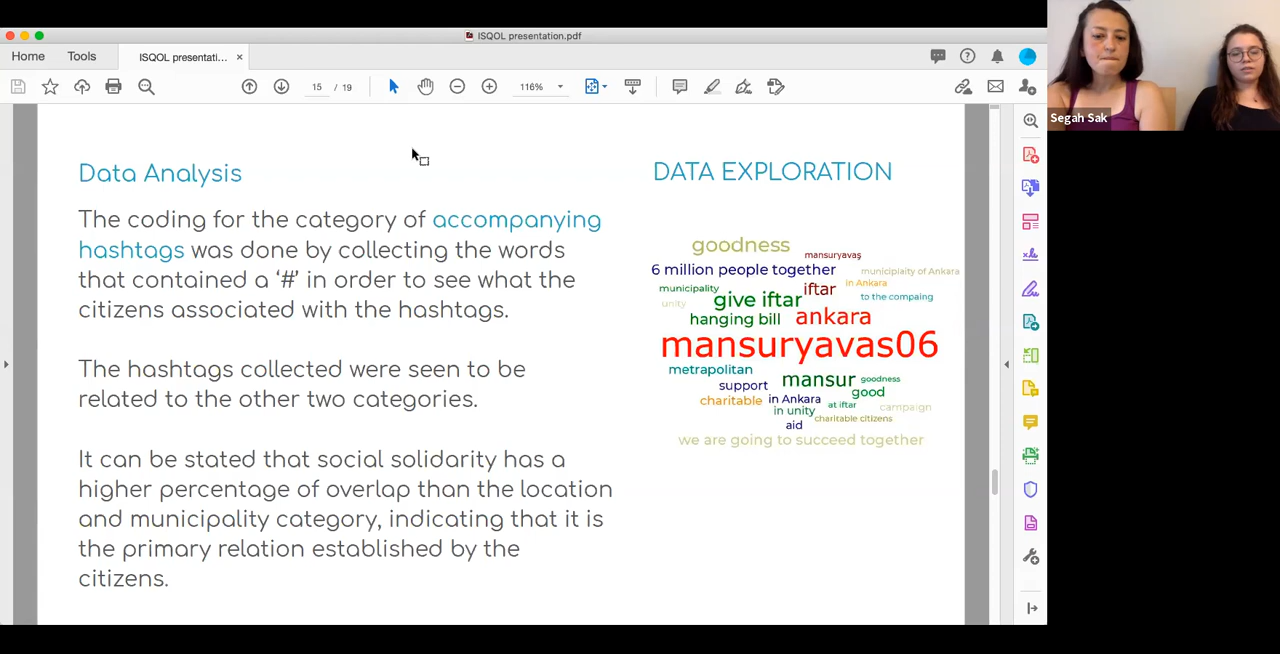 ISQOL presentation.pdf
Home
Tools
ISQOL presentati...
15 / 19
116%
Segah Sak
Data Analysis
The coding for the category of accompanying
hashtags was done by collecting the words
that contained a ‘#’ in order to see what the
citizens associated with the hashtags.
The hashtags collected were seen to be
related to the other two categories.
It can be stated that social solidarity has a
higher percentage of overlap than the location
and municipality category, indicating that it is
the primary relation established by the
citizens.
DATA EXPLORATION
goodness
mansuryavaş
6 million people together
municiplaity of Ankara
municipality
iftar
in Ankara
unity
give iftar
to the compaing
hanging bill
ankara
mansuryavas06
metropolitan
support
mansur
goodness
good
charitable
in Ankara
at iftar
campaign
in unity
charitable citizens
aid
we are going to succeed together